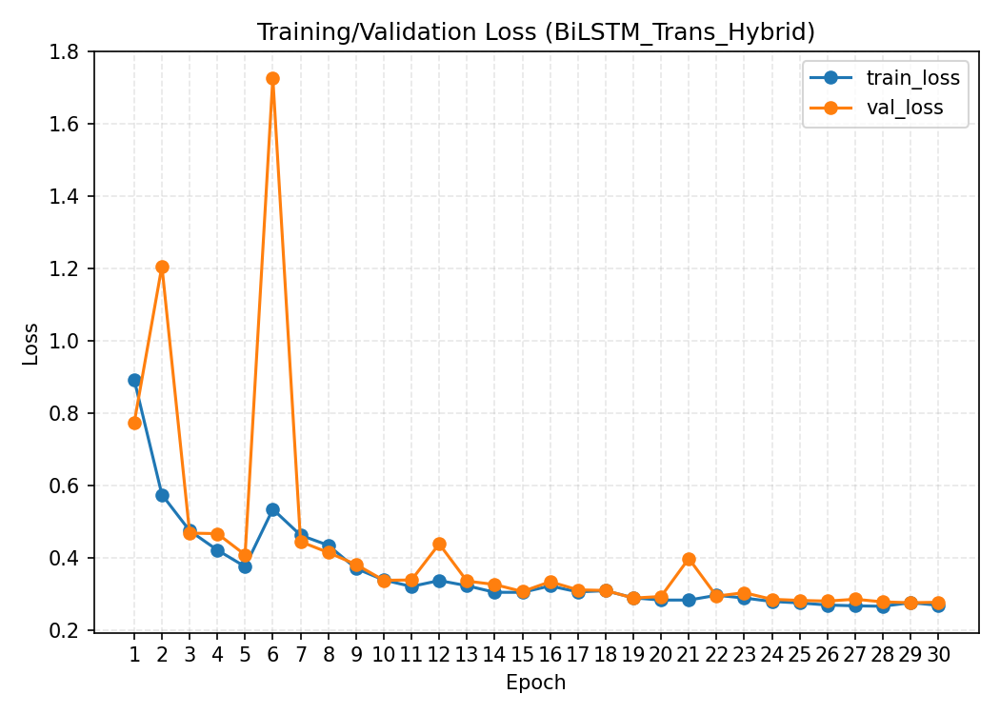 Training/Validation Loss (BiLSTM_Trans_Hybrid)
train_loss
val_loss
Loss
1.8
1.6
1.4
1.2
1.0
0.8
0.6
0.4
0.2
1 2 3 4 5 6 7 8 9 10 11 12 13 14 15 16 17 18 19 20 21 22 23 24 25 26 27 28 29 30
Epoch